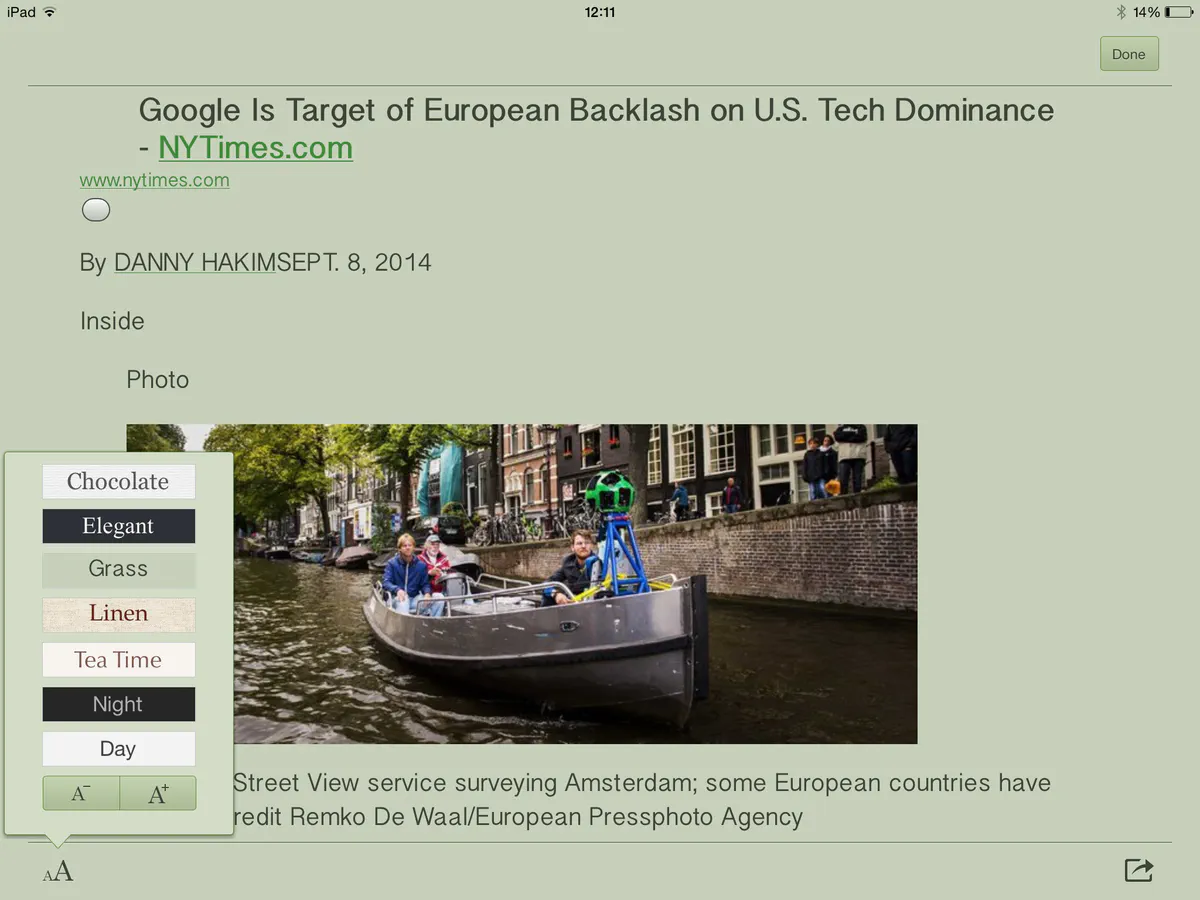 iPad 12:11 14%
Done
Google Is Target of European Backlash on U.S. Tech Dominance
- NYTimes.com
www.nytimes.com
By DANNY HAKIMSEPT. 8, 2014
Inside
Photo
Chocolate
Elegant
Grass
Linen
Tea Time
Night
Day
A- A+
Street View service surveying Amsterdam; some European countries have
redit Remko De Waal/European Pressphoto Agency
AA